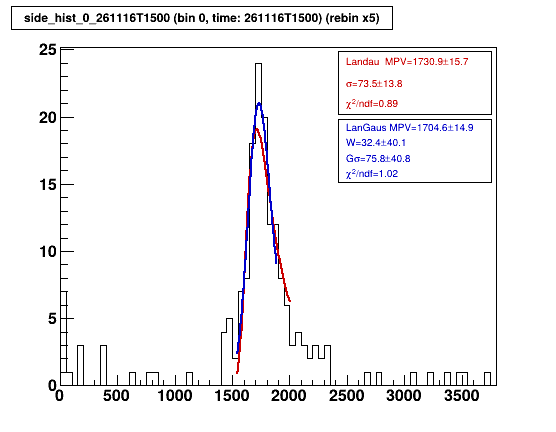 side_hist_0_261116T1500 (bin 0, time: 261116T1500) (rebin x5)
Landau MPV=1730.9±15.7
σ=73.5±13.8
χ²/ndf=0.89
LanGaus MPV=1704.6±14.9
W=32.4±40.1
Gσ=75.8±40.8
χ²/ndf=1.02
25
20
15
10
5
0
0 500 1000 1500 2000 2500 3000 3500